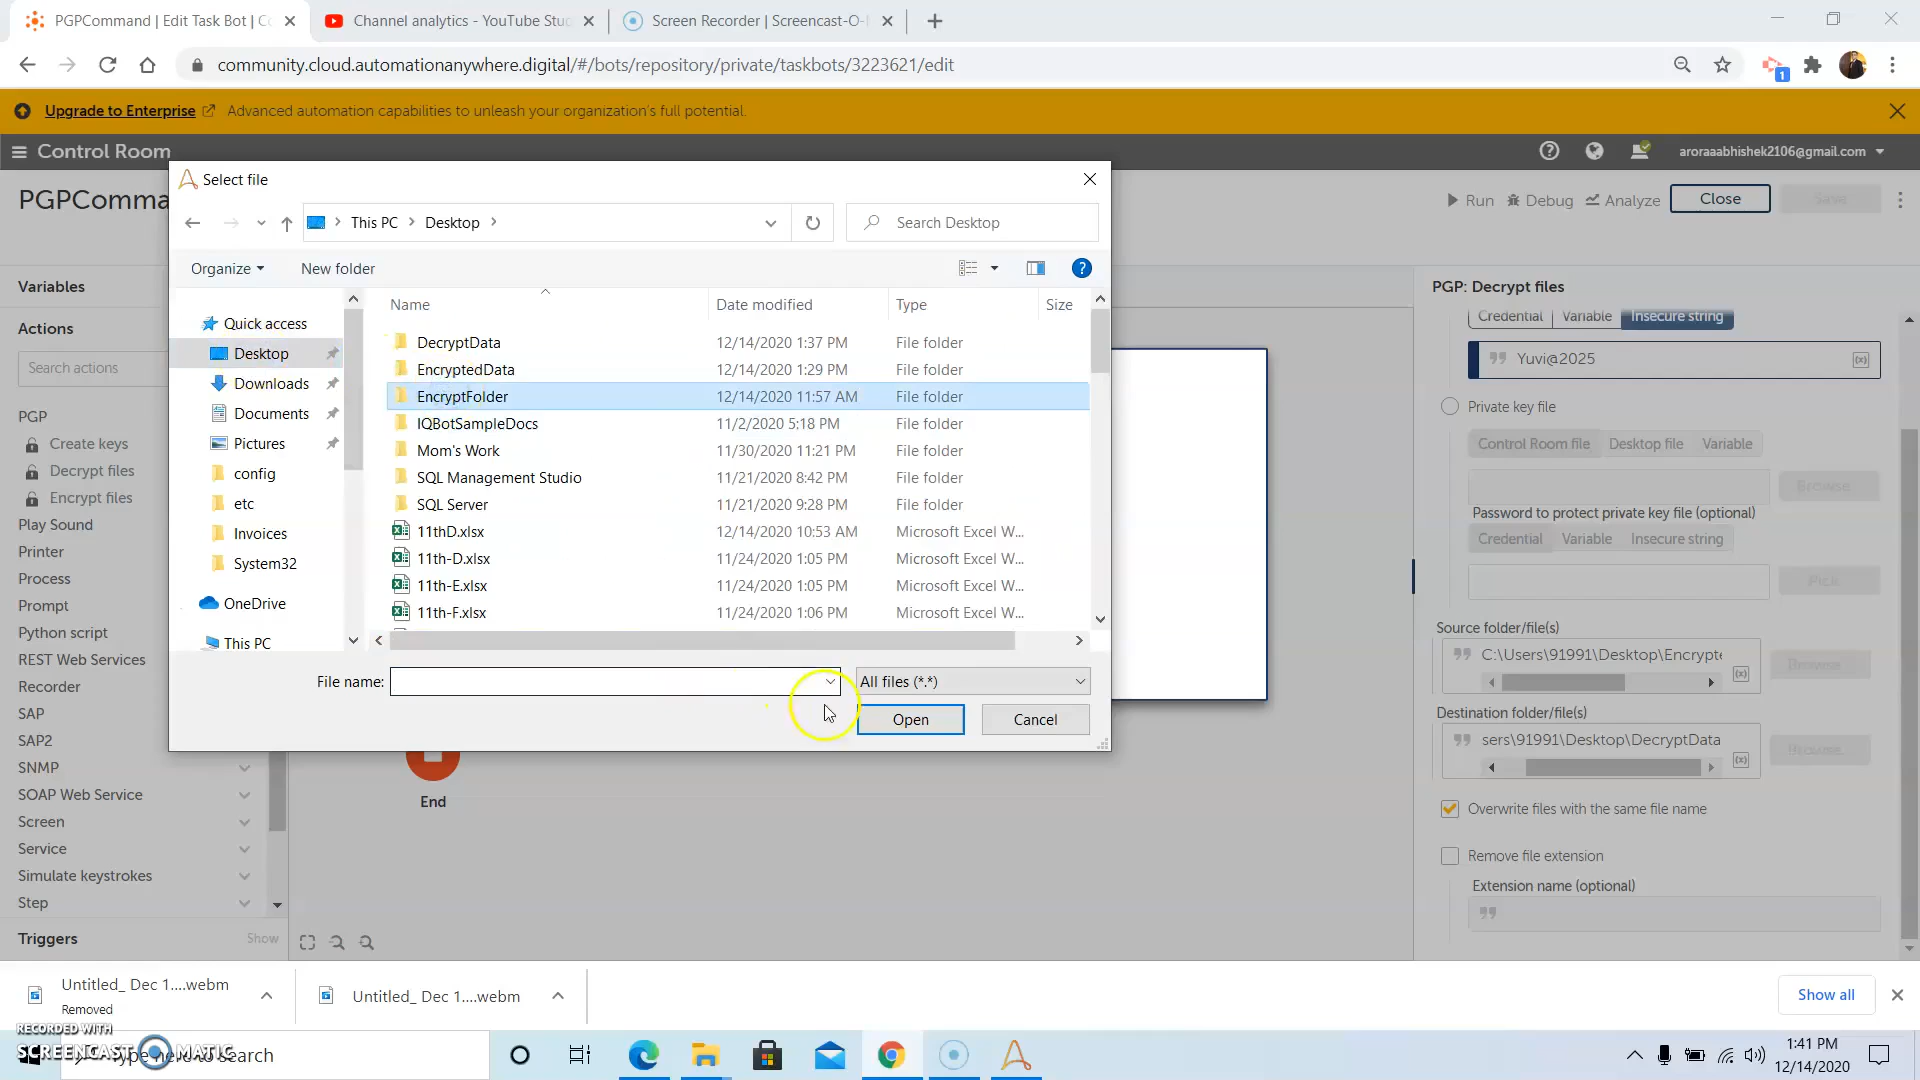 PGPCommand | Edit Task Bot | Co
Channel analytics - YouTube Stu
Screen Recorder | Screencast-O-
community.cloud.automationanywhere.digital/#/bots/repository/private/taskbots/3223621/edit
1
Upgrade to Enterprise
Advanced automation capabilities to unleash your organization's full potential.
Control Room
aroraaabhishek2106@gmail.com
PGPComma
Run
Debug
Analyze
Close
Save
Select file
This PC
Desktop
Search Desktop
Organize
New folder
Variables
Actions
Search actions
PGP
Create keys
Decrypt files
Encrypt files
Play Sound
Printer
Process
Prompt
Python script
REST Web Services
Recorder
SAP
SAP2
SNMP
SOAP Web Service
Screen
Service
Simulate keystrokes
Step
Triggers
Show
Quick access
Desktop
Downloads
Documents
Pictures
config
etc
Invoices
System32
OneDrive
This PC
Name
Date modified
Type
Size
DecryptData 12/14/2020 1:37 PM File folder
EncryptedData 12/14/2020 1:29 PM File folder
EncryptFolder 12/14/2020 11:57 AM File folder
IQBotSampleDocs 11/2/2020 5:18 PM File folder
Mom's Work 11/30/2020 11:21 PM File folder
SQL Management Studio 11/21/2020 8:42 PM File folder
SQL Server 11/21/2020 9:28 PM File folder
11thD.xlsx 12/14/2020 10:53 AM Microsoft Excel W...
11th-D.xlsx 11/24/2020 1:05 PM Microsoft Excel W...
11th-E.xlsx 11/24/2020 1:05 PM Microsoft Excel W...
11th-F.xlsx 11/24/2020 1:06 PM Microsoft Excel W...
File name:
All files (*.*)
Open
Cancel
End
PGP: Decrypt files
Credential
Variable
Insecure string
Yuvi@2025
Private key file
Control Room file
Desktop file
Variable
Browse...
Password to protect private key file (optional)
Credential
Variable
Insecure string
Pick...
Source folder/file(s)
C:\Users\91991\Desktop\Encrypte
Browse...
Destination folder/file(s)
sers\91991\Desktop\DecryptData
Browse...
Overwrite files with the same file name
Remove file extension
Extension name (optional)
Untitled_ Dec 1....webm
Removed
Untitled_ Dec 1....webm
Show all
RECORDED WITH
SCREENCAST MATIC
Type here to search
1:41 PM
12/14/2020